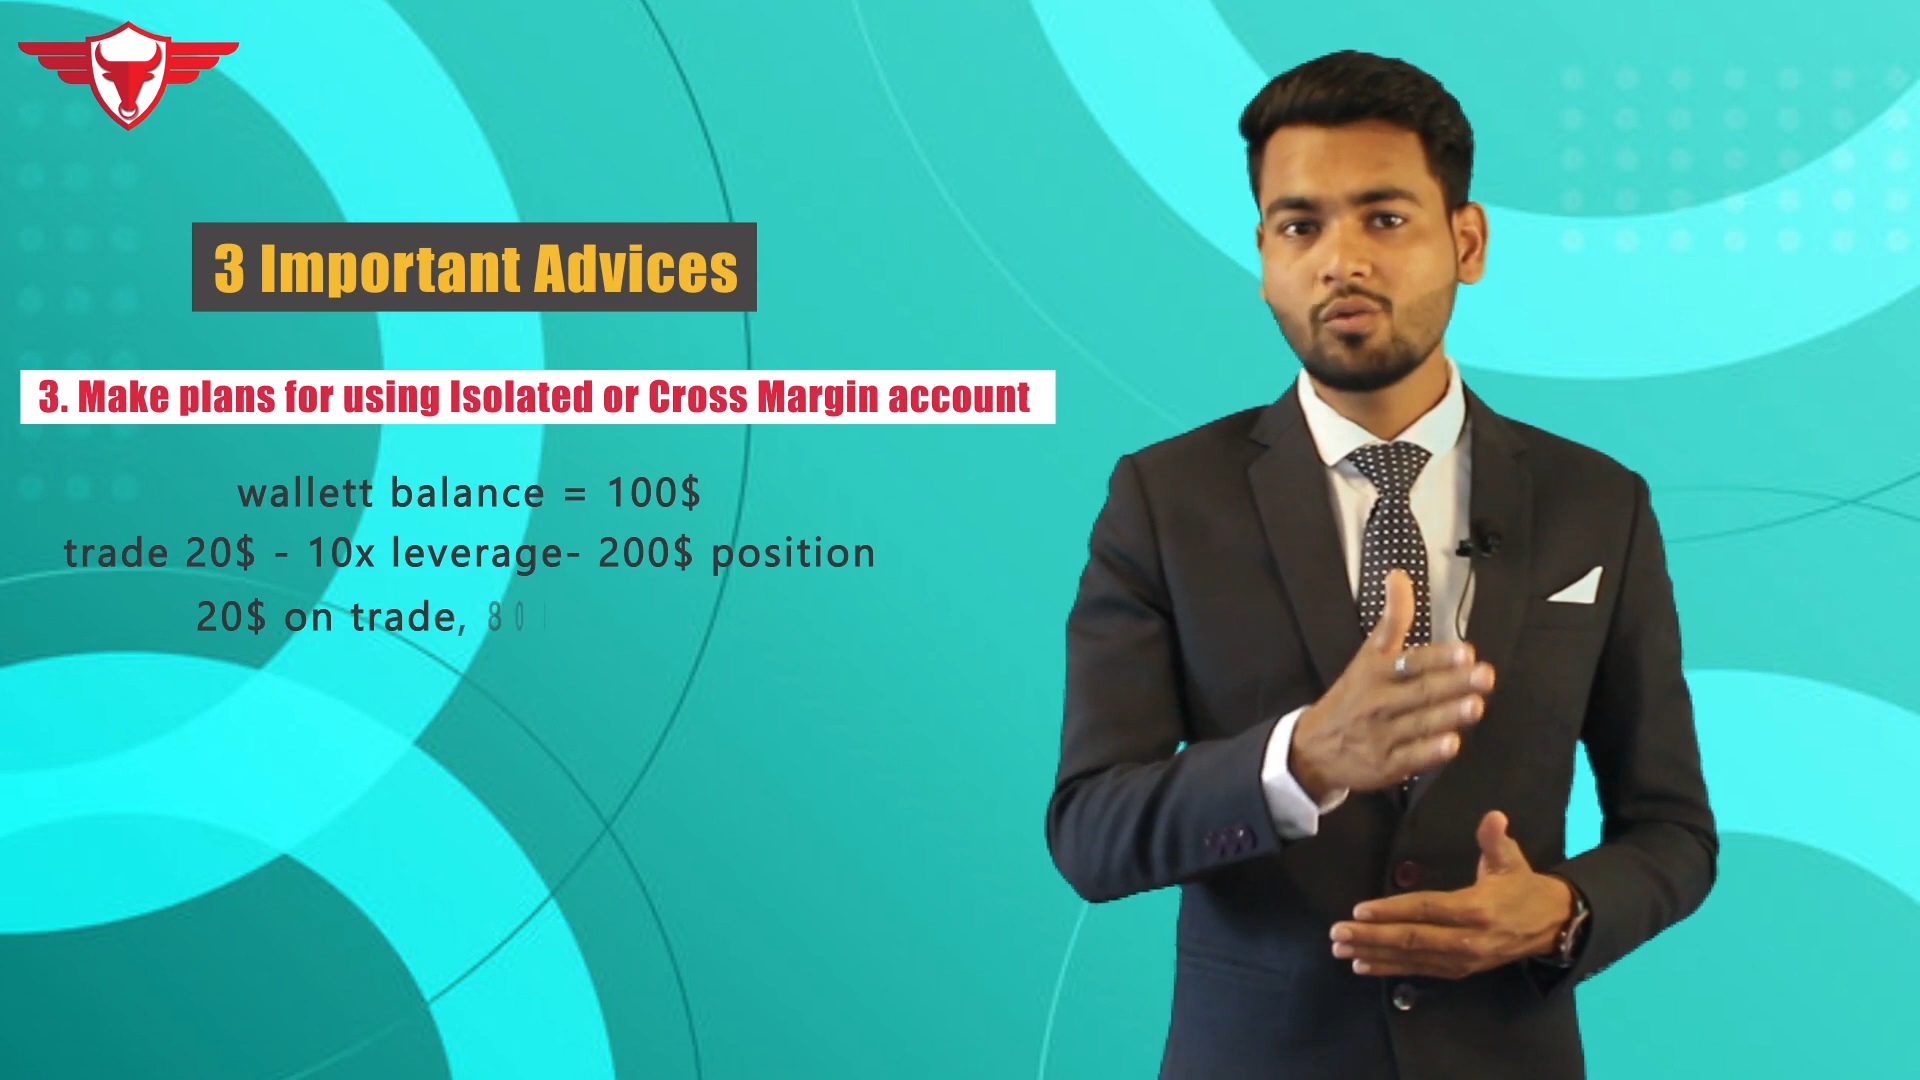 3 Important Advices
3. Make plans for using Isolated or Cross Margin account
wallett balance = 100$
trade 20$ - 10x leverage- 200$ position
20$ on trade, 80